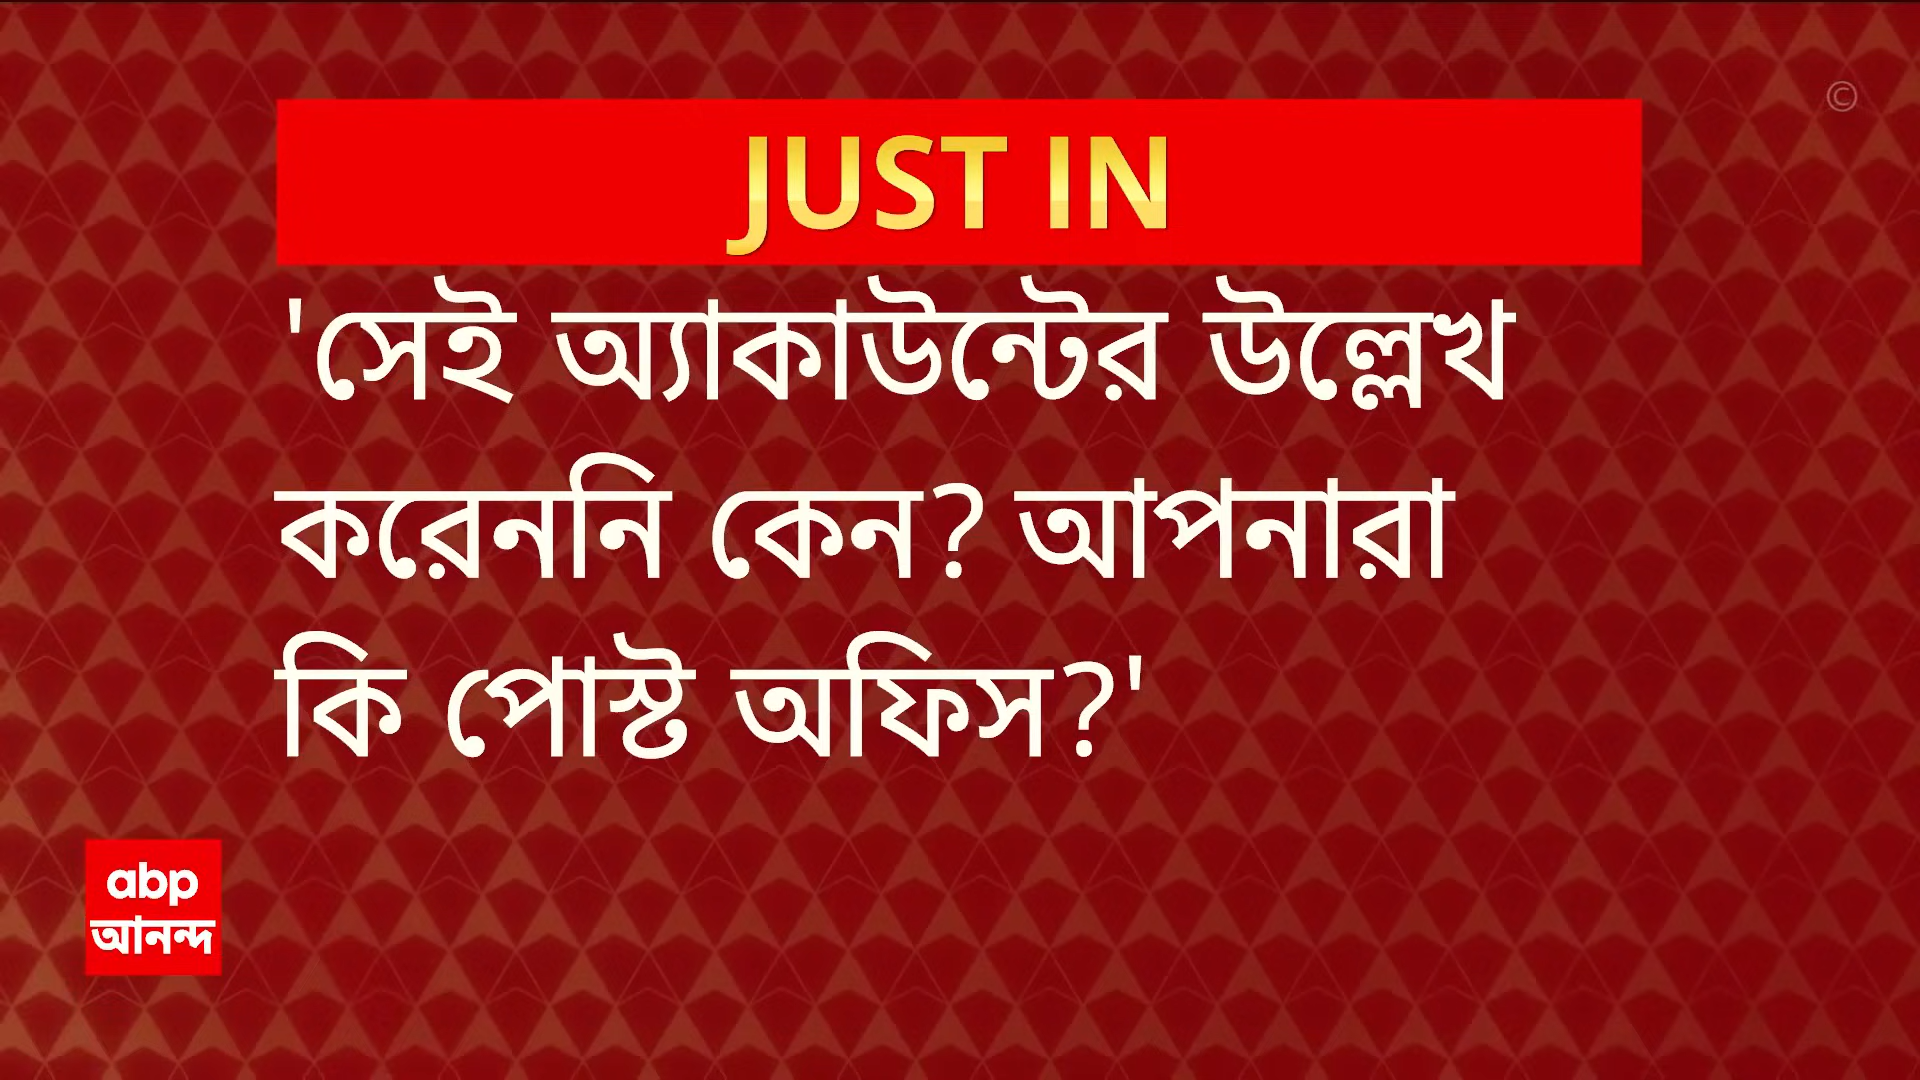 ©
JUST IN
'সেই অ্যাকাউন্টের উল্লেখ
করেননি কেন? আপনারা
কি পোস্ট অফিস?'
abp
আনন্দ